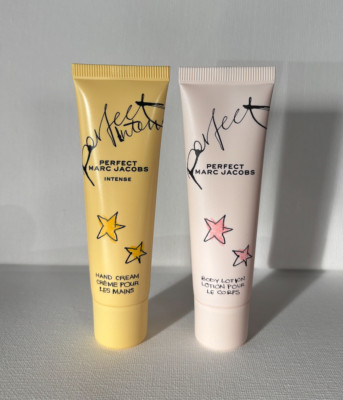 perfect
intense
PERFECT
MARC JACOBS
INTENSE
HAND CREAM
CRÈME POUR
LES MAINS
perfect
PERFECT
MARC JACOBS
BODY LOTION
LOTION POUR
LE CORPS